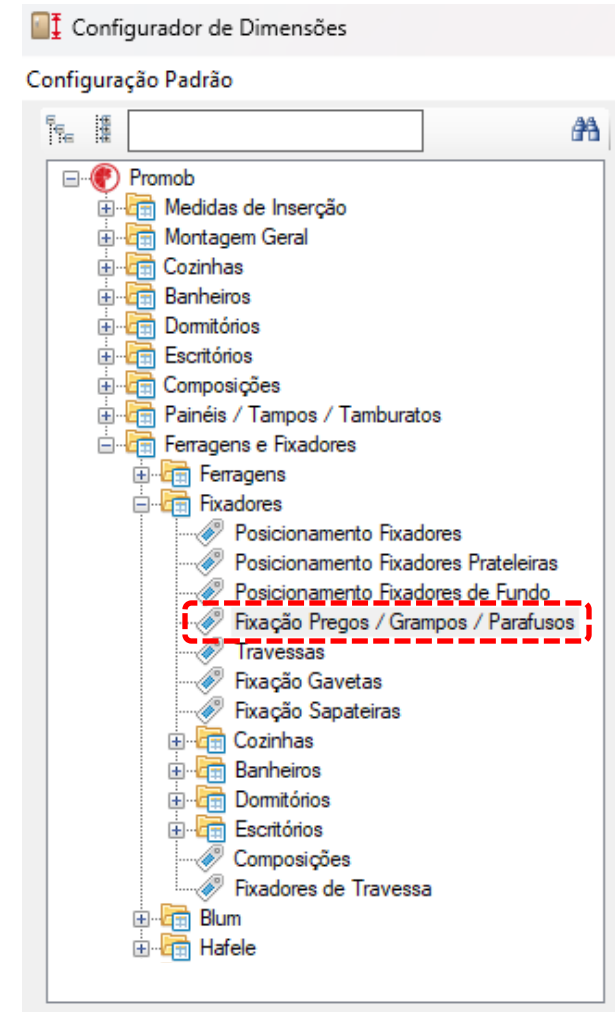 Configurador de Dimensões
Configuração Padrão
Promob
Medidas de Inserção
Montagem Geral
Cozinhas
Banheiros
Dormitórios
Escritórios
Composições
Painéis / Tampos / Tamburatos
Ferragens e Fixadores
Ferragens
Fixadores
Posicionamento Fixadores
Posicionamento Fixadores Prateleiras
Posicionamento Fixadores de Fundo
Fixação Pregos / Grampos / Parafusos
Travessas
Fixação Gavetas
Fixação Sapateiras
Cozinhas
Banheiros
Dormitórios
Escritórios
Composições
Fixadores de Travessa
Blum
Hafele